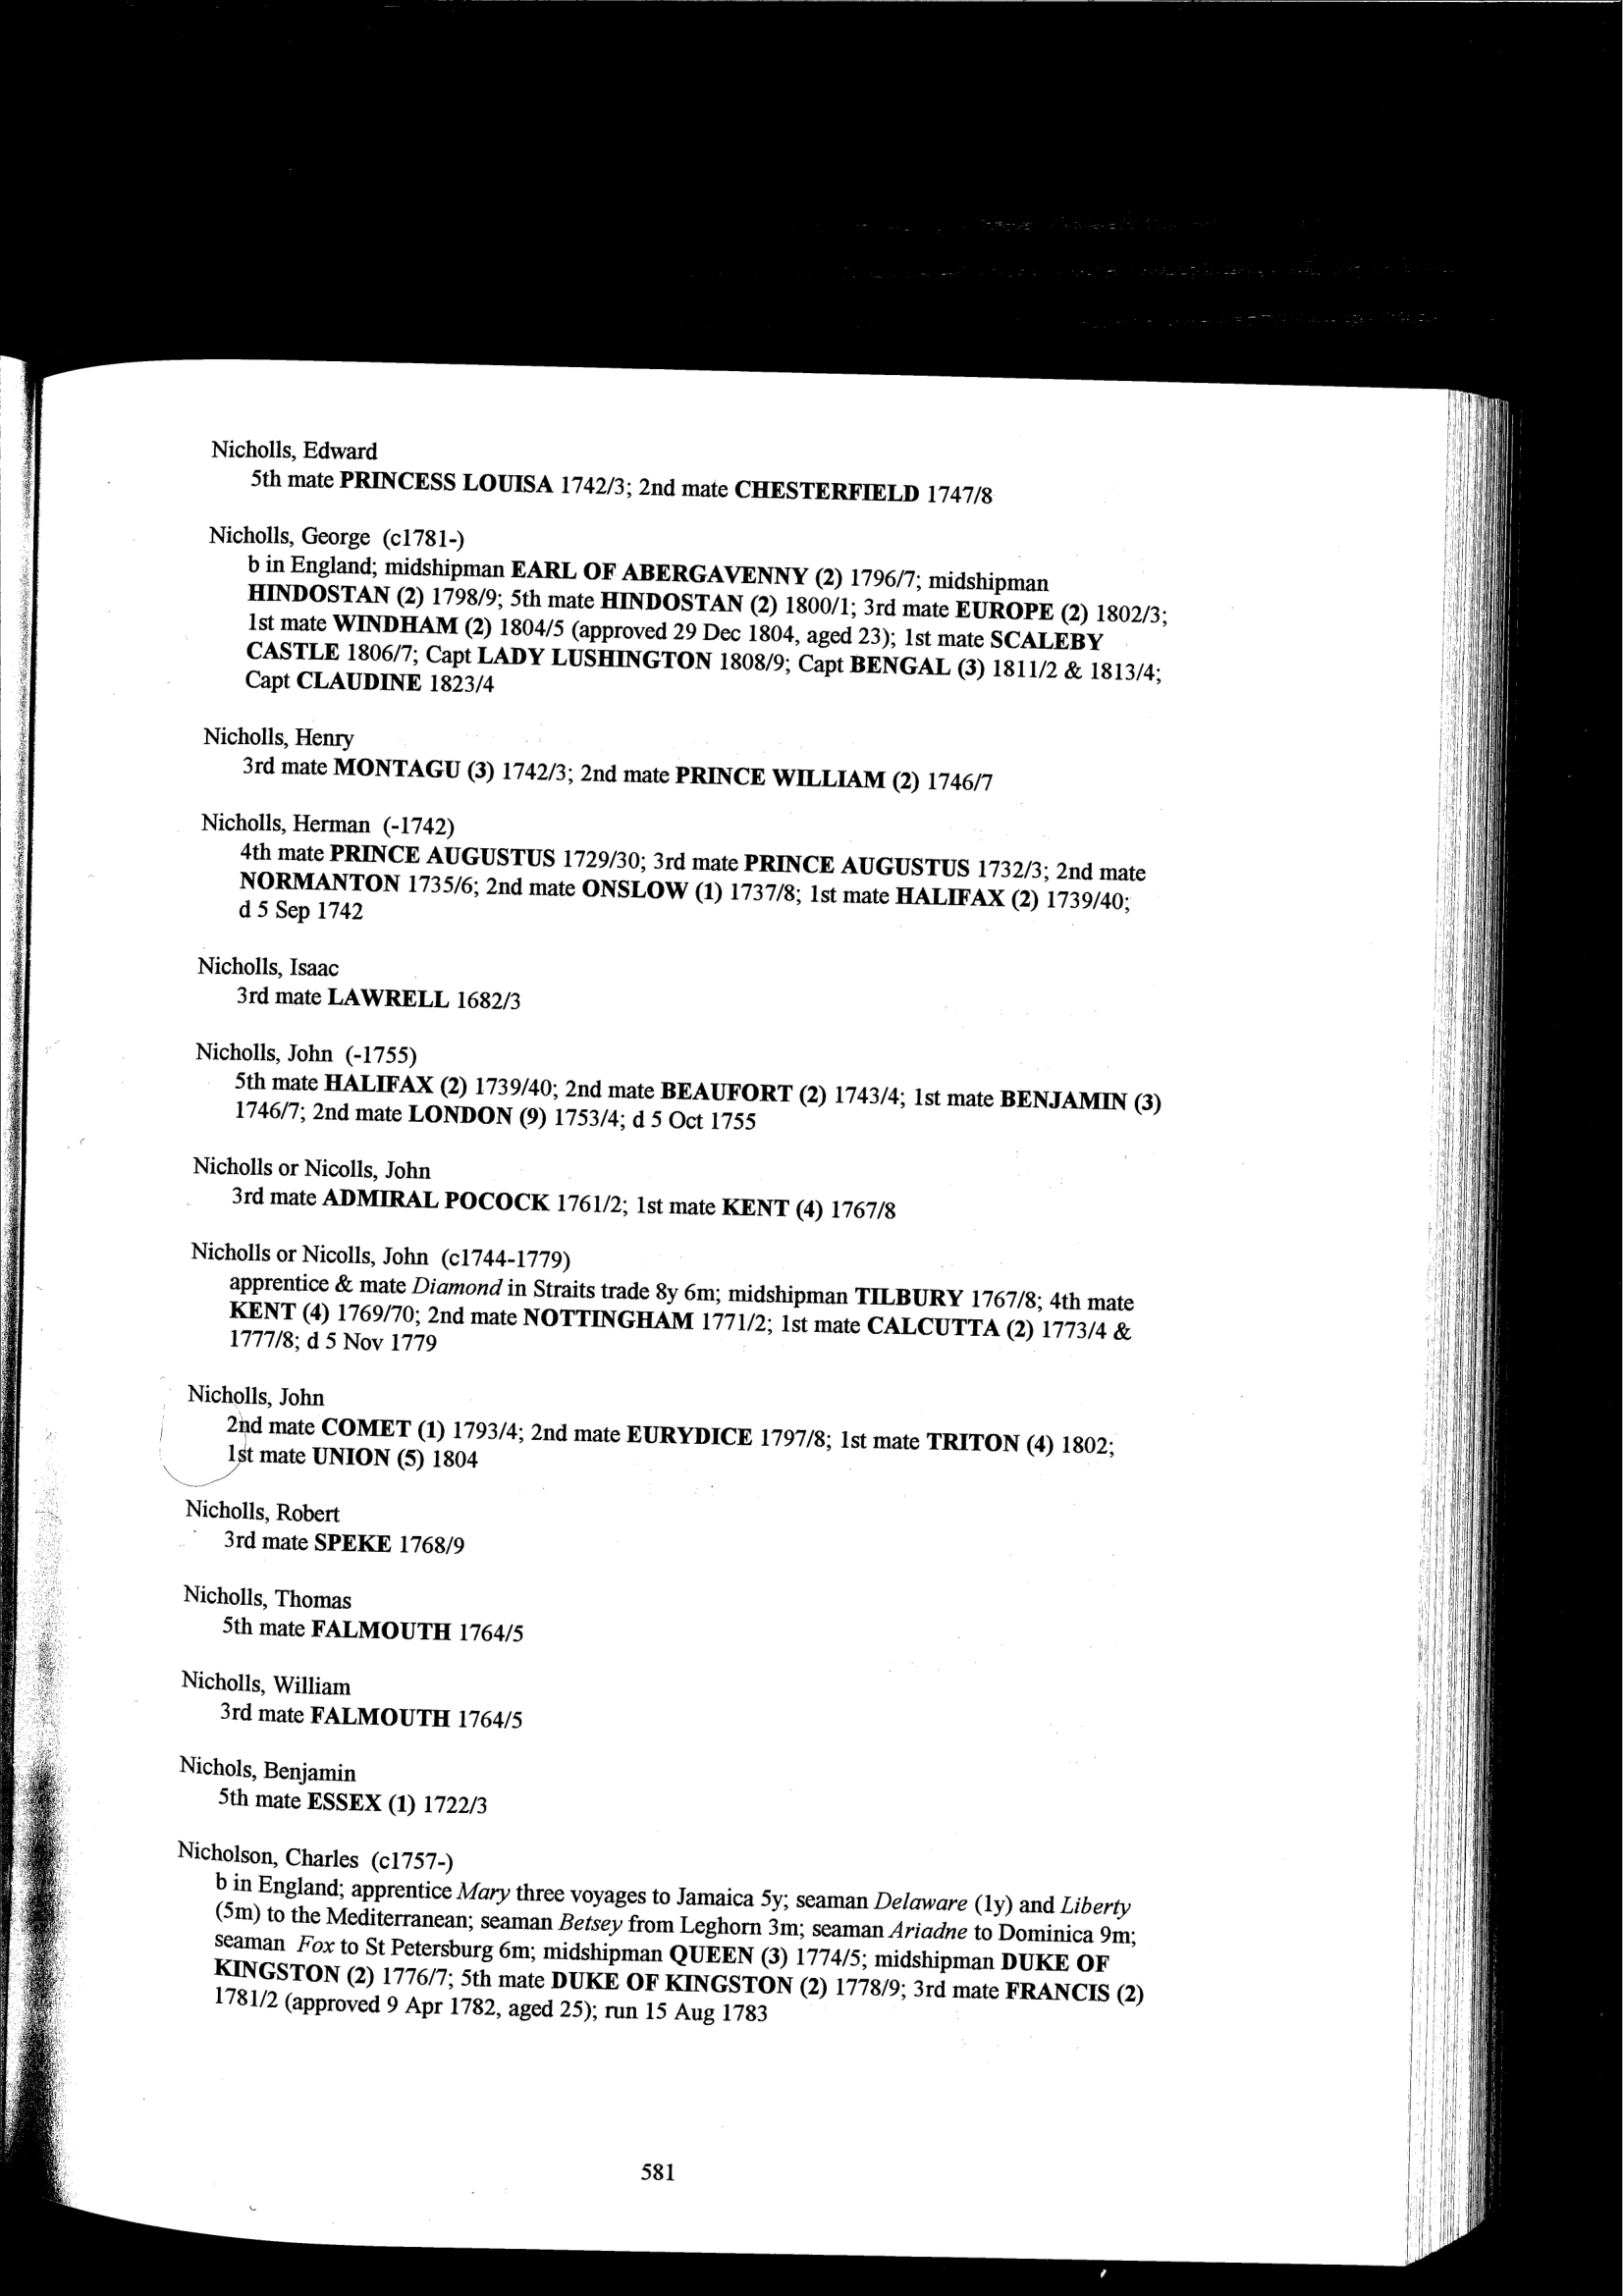 Nicholls, Edward
5th mate PRINCESS LOUISA 1742/3; 2nd mate CHESTERFIELD 1747/8
Nicholls, George (c1781-)
b in England; midshipman EARL OF ABERGAVENNY (2) 1796/7; midshipman
HINDOSTAN (2) 1798/9; 5th mate HINDOSTAN (2) 1800/1; 3rd mate EUROPE (2) 1802/3;
1st mate WINDHAM (2) 1804/5 (approved 29 Dec 1804, aged 23); 1st mate SCALEBY
CASTLE 1806/7; Capt LADY LUSHINGTON 1808/9; Capt BENGAL (3) 1811/2 & 1813/4;
Capt CLAUDINE 1823/4
Nicholls, Henry
3rd mate MONTAGU (3) 1742/3; 2nd mate PRINCE WILLIAM (2) 1746/7
Nicholls, Herman (-1742)
4th mate PRINCE AUGUSTUS 1729/30; 3rd mate PRINCE AUGUSTUS 1732/3; 2nd mate
NORMANTON 1735/6; 2nd mate ONSLOW (1) 1737/8; 1st mate HALIFAX (2) 1739/40;
d 5 Sep 1742
Nicholls, Isaac
3rd mate LAWRELL 1682/3
Nicholls, John (-1755)
5th mate HALIFAX (2) 1739/40; 2nd mate BEAUFORT (2) 1743/4; 1st mate BENJAMIN (3)
1746/7; 2nd mate LONDON (9) 1753/4; d 5 Oct 1755
Nicholls or Nicolls, John
3rd mate ADMIRAL POCOCK 1761/2; 1st mate KENT (4) 1767/8
Nicholls or Nicolls, John (c1744-1779)
apprentice & mate Diamond in Straits trade 8y 6m; midshipman TILBURY 1767/8; 4th mate
KENT (4) 1769/70; 2nd mate NOTTINGHAM 1771/2; 1st mate CALCUTTA (2) 1773/4 &
1777/8; d 5 Nov 1779
Nicholls, John
2nd mate COMET (1) 1793/4; 2nd mate EURYDICE 1797/8; 1st mate TRITON (4) 1802;
1st mate UNION (5) 1804
Nicholls, Robert
3rd mate SPEKE 1768/9
Nicholls, Thomas
5th mate FALMOUTH 1764/5
Nicholls, William
3rd mate FALMOUTH 1764/5
Nichols, Benjamin
5th mate ESSEX (1) 1722/3
Nicholson, Charles (c1757-)
b in England; apprentice Mary three voyages to Jamaica 5y; seaman Delaware (1y) and Liberty
(5m) to the Mediterranean; seaman Betsey from Leghorn 3m; seaman Ariadne to Dominica 9m;
seaman Fox to St Petersburg 6m; midshipman QUEEN (3) 1774/5; midshipman DUKE OF
KINGSTON (2) 1776/7; 5th mate DUKE OF KINGSTON (2) 1778/9; 3rd mate FRANCIS (2)
1781/2 (approved 9 Apr 1782, aged 25); run 15 Aug 1783
581